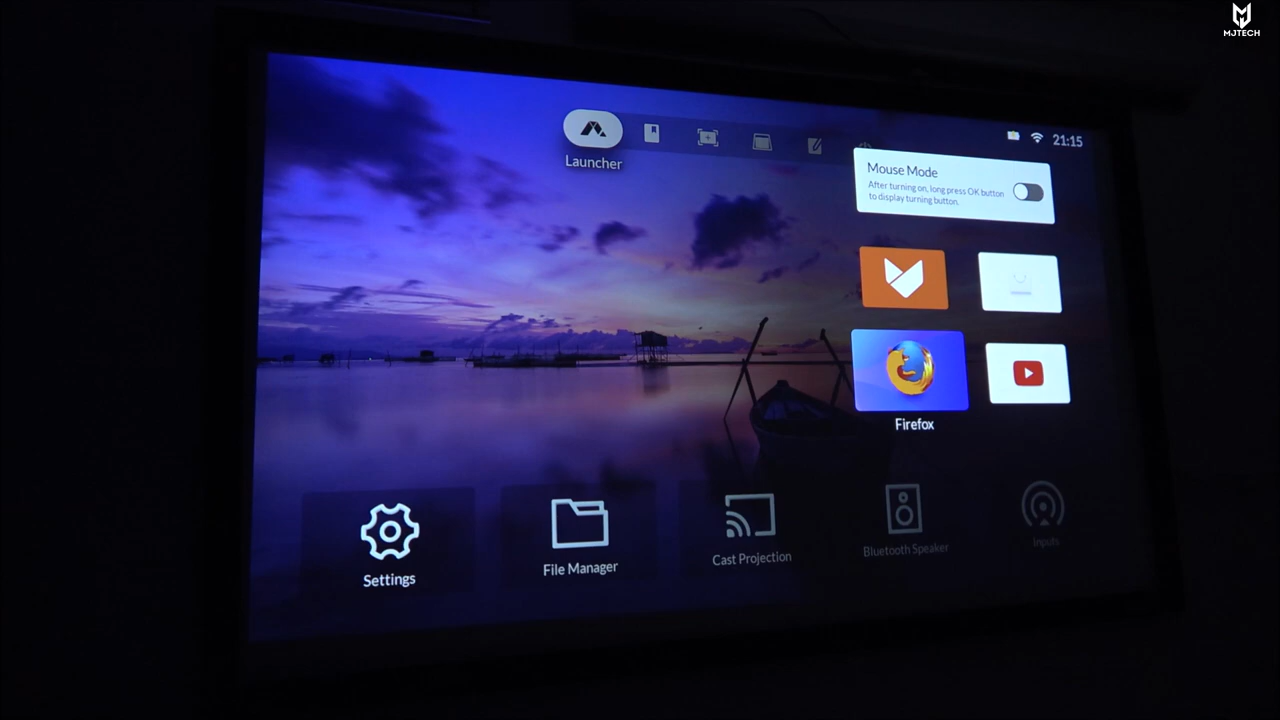 MJTECH
21:15
Launcher
Mouse Mode
After turning on, long press OK button
to display turning button.
Firefox
Settings
File Manager
Cast Projection
Bluetooth Speaker
Inputs